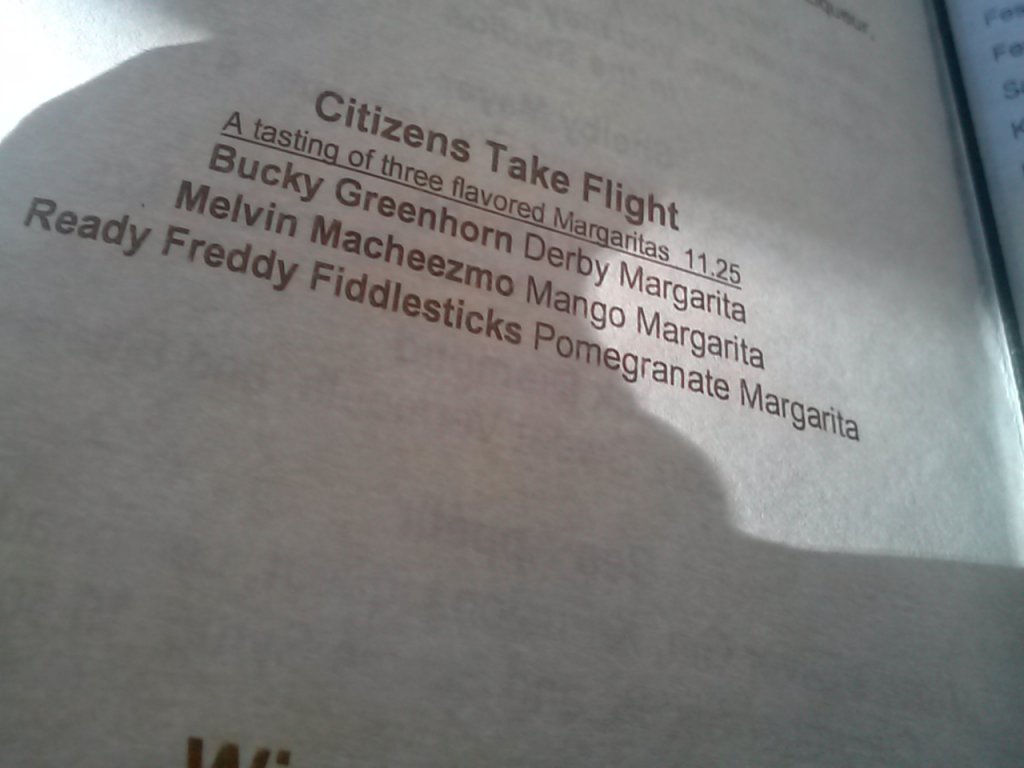 Citizens Take Flight
A tasting of three flavored Margaritas 11.25
Bucky Greenhorn Derby Margarita
Melvin Macheezmo Mango Margarita
Ready Freddy Fiddlesticks Pomegranate Margarita